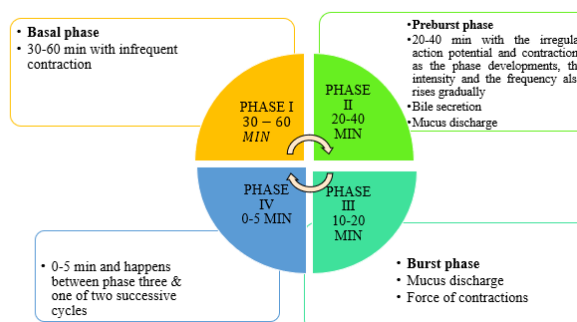 • Basal phase
• 30-60 min with infrequent
contraction
• Preburst phase
•20-40 min with the irregula
action potential and contraction
as the phase developments, th
intensity and the frequency als
rises gradually
•Bile secretion
•Mucus discharge
PHASE I
30 – 60
MIN
PHASE
II
20-40
MIN
PHASE
IV
0-5 MIN
PHASE
III
10-20
MIN
• 0-5 min and happens
between phase three &
one of two successive
cycles
Burst phase
• Mucus discharge
• Force of contractions